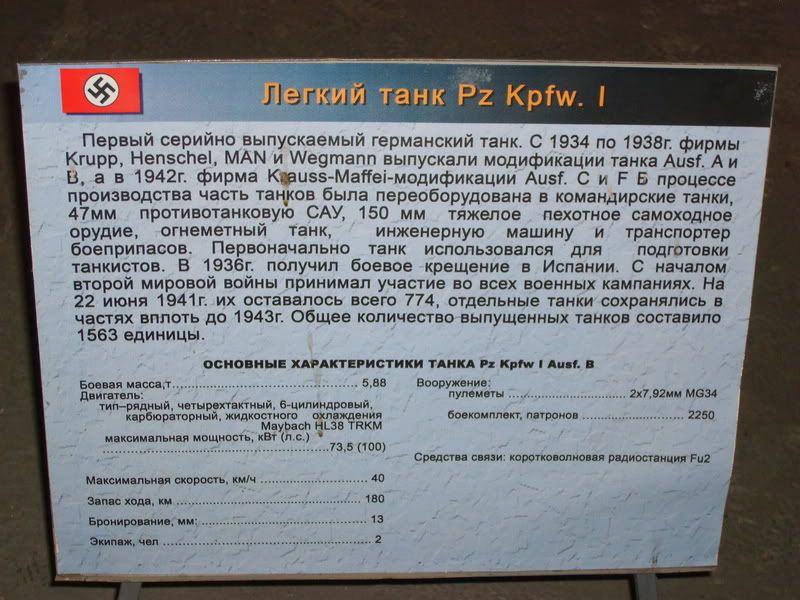 Легкий танк Pz Kpfw. I
Первый серийно выпускаемый германский танк. С 1934 по 1938г. фирмы
Krupp, Henschel, MAN и Wegmann выпускали модификации танка Ausf. A и
B, а в 1942г. фирма Krauss-Maffei-модификации Ausf. C и F В процессе
производства часть танков была переоборудована в командирские танки,
47мм противотанковую САУ, 150 мм тяжелое пехотное самоходное
орудие, огнеметный танк, инженерную машину и транспортер
боеприпасов. Первоначально танк использовался для подготовки
танкистов. В 1936г. получил боевое крещение в Испании. С началом
второй мировой войны принимал участие во всех военных кампаниях. На
22 июня 1941г. их оставалось всего 774, отдельные танки сохранялись в
частях вплоть до 1943г. Общее количество выпущенных танков составило
1563 единицы.
ОСНОВНЫЕ ХАРАКТЕРИСТИКИ ТАНКА Pz Kpfw I Ausf. B
Боевая масса,т.............................................. 5,88
Двигатель:
тип–рядный, четырехтактный, 6-цилиндровый,
карбюраторный, жидкостного охлаждения
Maybach HL38 TRKM
максимальная мощность, кВт (л.с.)
.......................................................73,5 (100)
Максимальная скорость, км/ч ........................... 40
Запас хода, км ............................................... 180
Бронирование, мм: ......................................... 13
Экипаж, чел ................................................... 2
Вооружение:
пулеметы ............................. 2x7,92мм MG34
боекомплект, патронов ......................... 2250
Средства связи: коротковолновая радиостанция Fu2